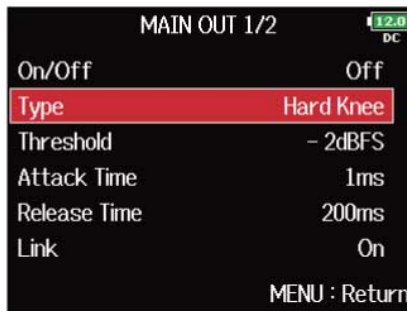 MAIN OUT 1/2
12.0
DC
On/Off Off
Type Hard Knee
Threshold − 2dBFS
Attack Time 1ms
Release Time 200ms
Link On
MENU : Return